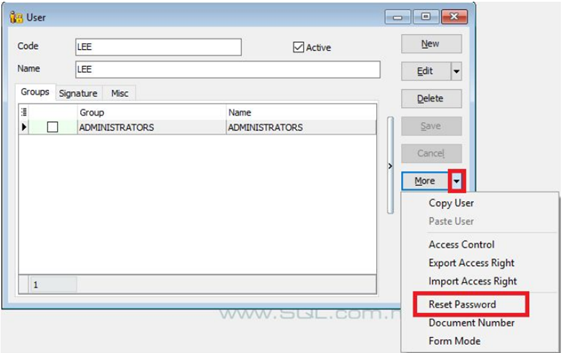 User
Code LEE Active New
Name LEE Edit
Groups Signature Misc
Delete
Group Name
ADMINISTRATORS ADMINISTRATORS
Save
Cancel
More
1
Copy User
Paste User
Access Control
Export Access Right
Import Access Right
Reset Password
Document Number
Form Mode
www.SQL.com